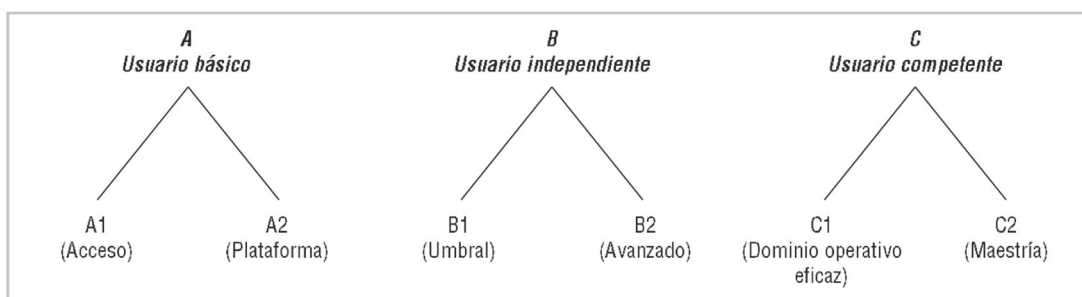 A
Usuario básico
B
Usuario independiente
C
Usuario competente
A1
(Acceso)
A2
(Plataforma)
B1
(Umbral)
B2
(Avanzado)
C1
(Dominio operativo
eficaz)
C2
(Maestría)